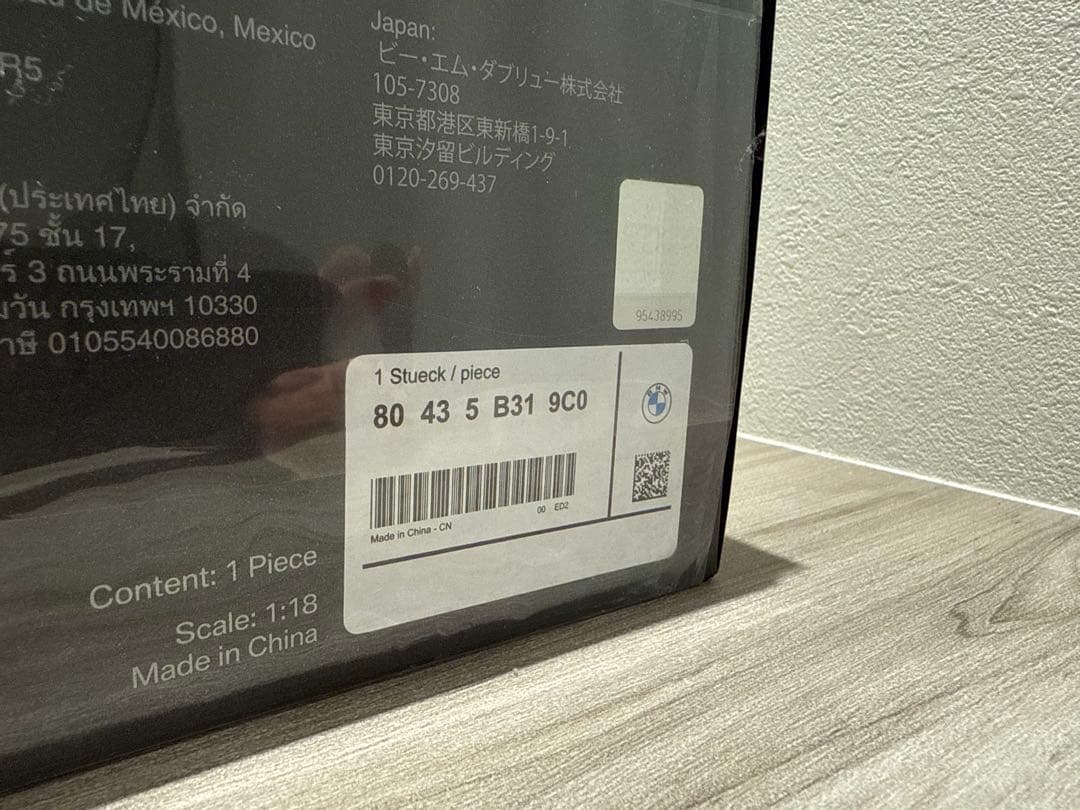 de México, Mexico
R5
(ประเทศไทย) จำกัด
75 ชั้น 17,
3 ถนนพระรามที่ 4
กรุงเทพฯ 10330
0105540086880
Japan:
ビー・エム・ダブリュー株式会社
105-7308
東京都港区東新橋1-9-1
東京汐留ビルディング
0120-269-437
95438995
1 Stueck / piece
80 43 5 B31 9C0
BMW
Made in China - CN
00 ED2
Content: 1 Piece
Scale: 1:18
Made in China